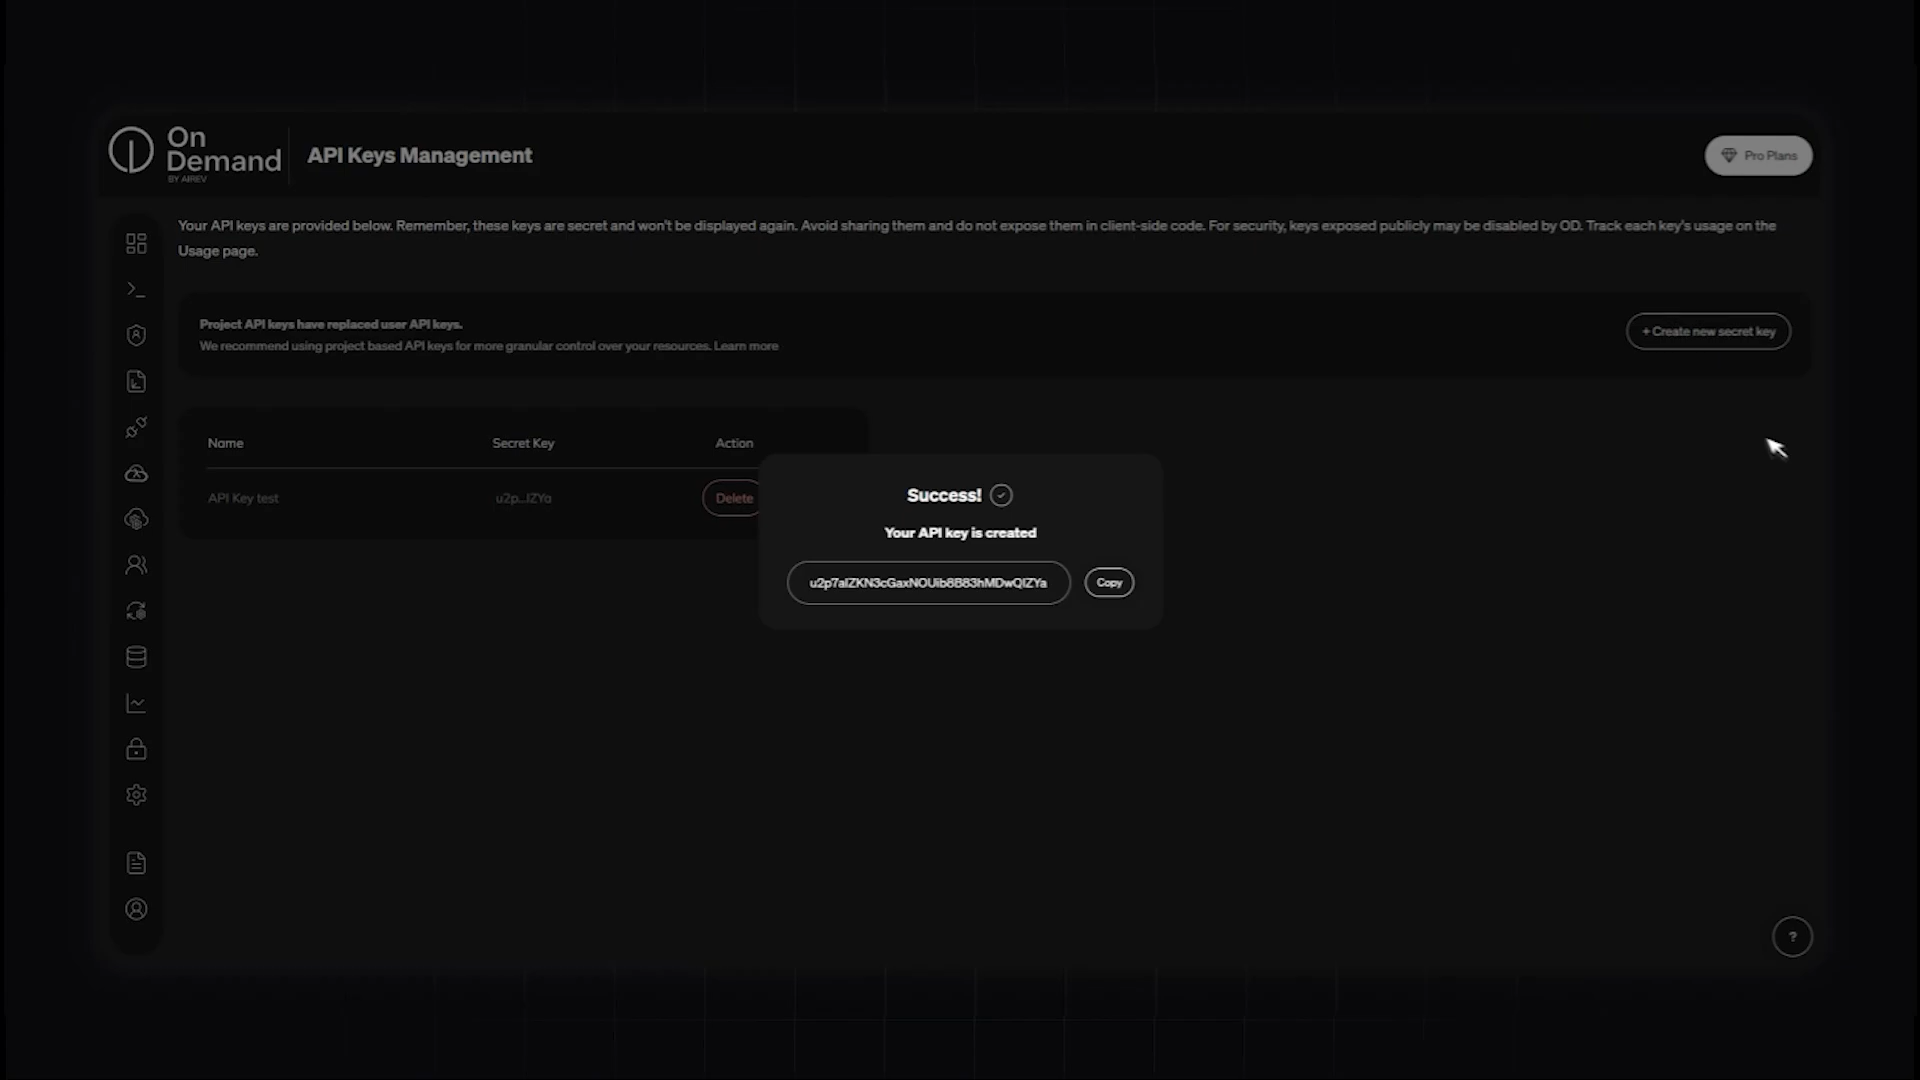 On
Demand
BY AIREV
API Keys Management
Pro Plans
Your API keys are provided below. Remember, these keys are secret and won't be displayed again. Avoid sharing them and do not expose them in client-side code. For security, keys exposed publicly may be disabled by OD. Track each key's usage on the
Usage page.
Project API keys have replaced user API keys.
We recommend using project based API keys for more granular control over your resources. Learn more
+ Create new secret key
Name Secret Key Action
API Key test u2p...lZYa Delete
Success!
Your API key is created
u2p7alZKN3cGaxNOUib8B83hMDwQlZYa
Copy
?